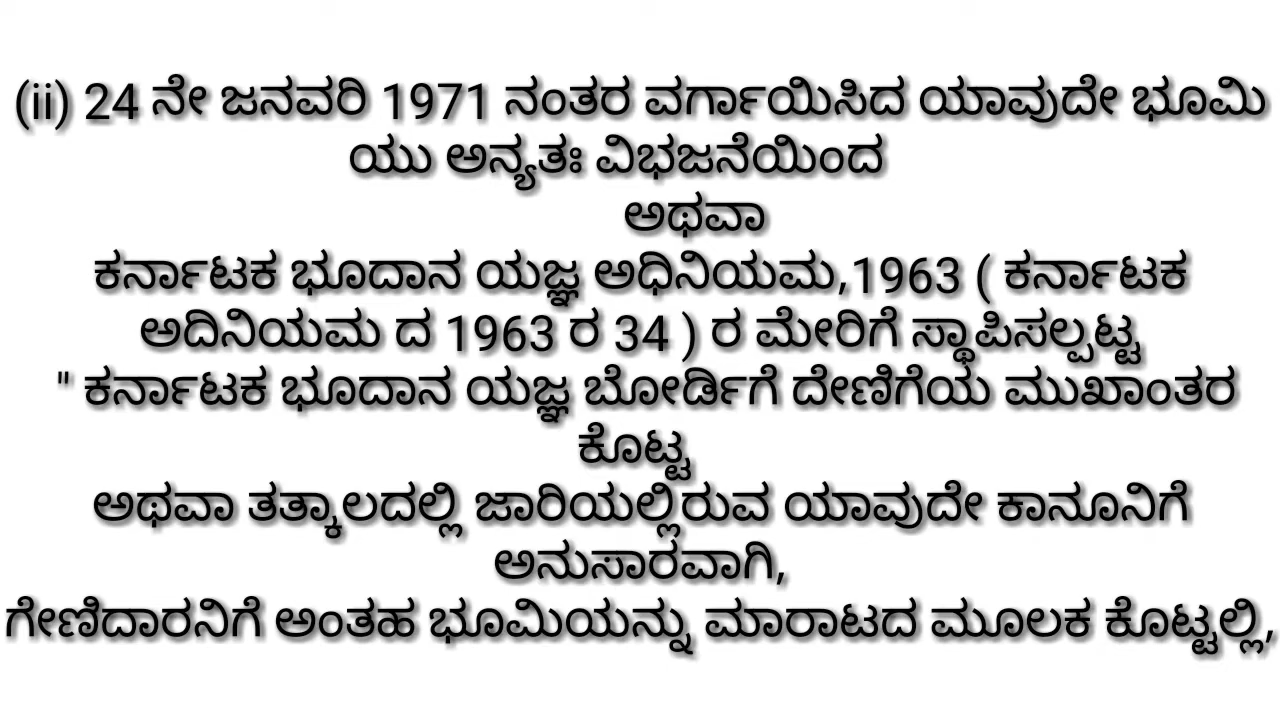 (ii) 24 ನೇ ಜನವರಿ 1971 ನಂತರ ವರ್ಗಾಯಿಸಿದ ಯಾವುದೇ ಭೂಮಿ
ಯು ಅನ್ಯತಃ ವಿಭಜನೆಯಿಂದ
ಅಥವಾ
ಕರ್ನಾಟಕ ಭೂದಾನ ಯಜ್ಞ ಅಧಿನಿಯಮ,1963 ( ಕರ್ನಾಟಕ
ಅದಿನಿಯಮ ದ 1963 ರ 34 ) ರ ಮೇರಿಗೆ ಸ್ಥಾಪಿಸಲ್ಪಟ್ಟ
" ಕರ್ನಾಟಕ ಭೂದಾನ ಯಜ್ಞ ಬೋರ್ಡಿಗೆ ದೇಣಿಗೆಯ ಮುಖಾಂತರ
ಕೊಟ್ಟ
ಅಥವಾ ತತ್ಕಾಲದಲ್ಲಿ ಜಾರಿಯಲ್ಲಿರುವ ಯಾವುದೇ ಕಾನೂನಿಗೆ
ಅನುಸಾರವಾಗಿ,
ಗೇಣಿದಾರನಿಗೆ ಅಂತಹ ಭೂಮಿಯನ್ನು ಮಾರಾಟದ ಮೂಲಕ ಕೊಟ್ಟಲ್ಲಿ,